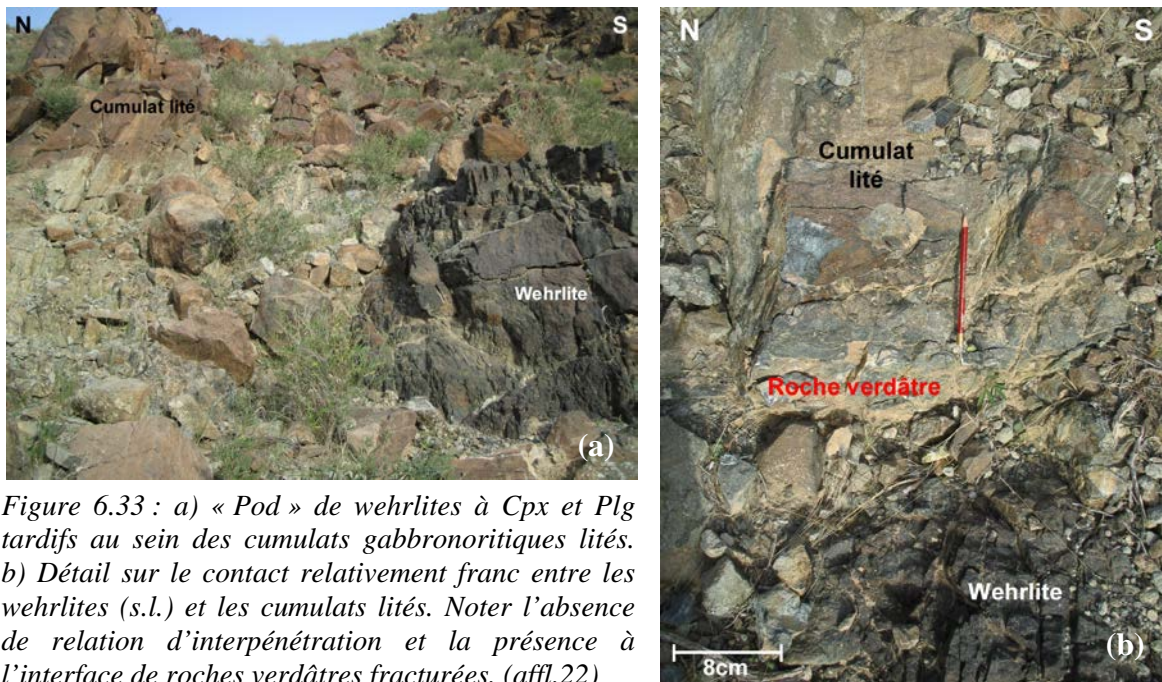 N
S
Cumulat lité
Wehrlite
(a)
N
S
Cumulat
lité
Roche verdâtre
Wehrlite
8cm
(b)
Figure 6.33 : a) « Pod » de wehrlites à Cpx et Plg
tardifs au sein des cumulats gabbronoritiques lités.
b) Détail sur le contact relativement franc entre les
wehrlites (s.l.) et les cumulats lités. Noter l’absence
de relation d’interpénétration et la présence à
l’interface de roches verdâtres fracturées. (affl.22)